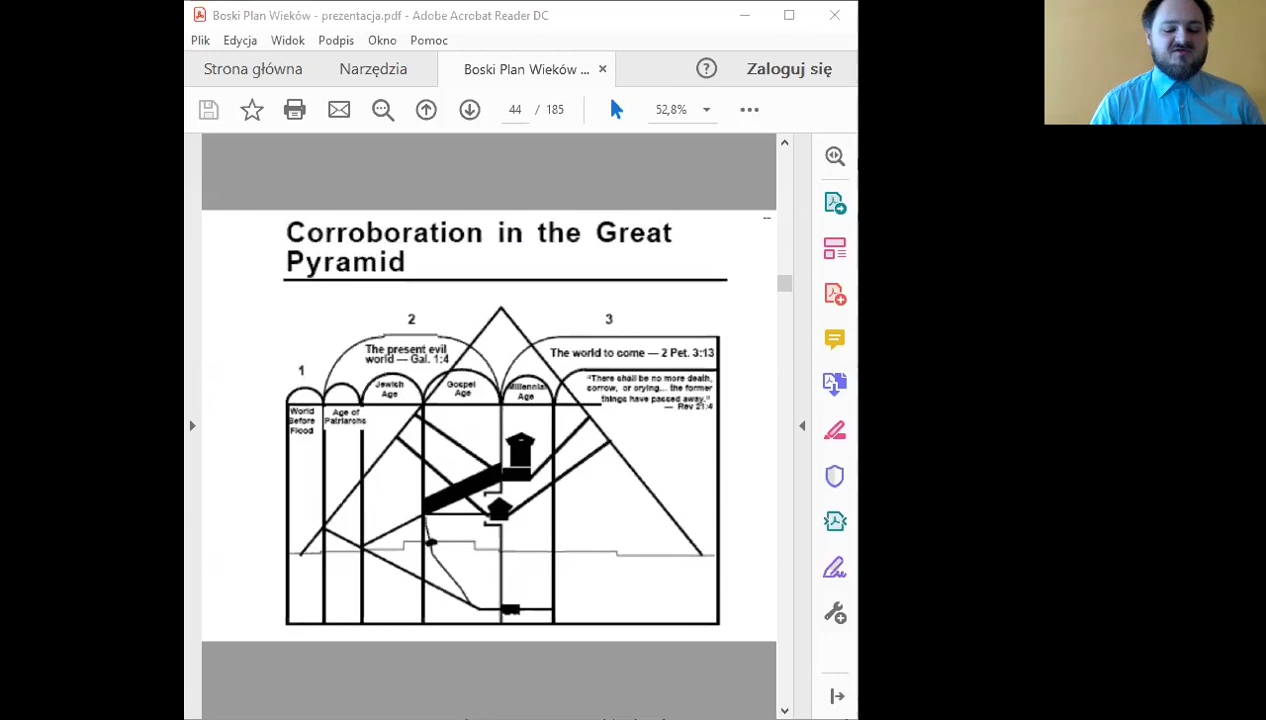 Boski Plan Wieków - prezentacja.pdf - Adobe Acrobat Reader DC
Plik Edycja Widok Podpis Okno Pomoc
Strona główna Narzędzia Boski Plan Wieków ... Zaloguj się
44 / 185 52,8%
Corroboration in the Great
Pyramid
2 3
The present evil
world — Gal. 1:4
The world to come — 2 Pet. 3:13
1
Jewish
Age
Gospel
Age
Millennial
Age
"There shall be no more death,
sorrow, or crying... the former
things have passed away."
— Rev 21:4
World
Before
Flood
Age of
Patriarchs